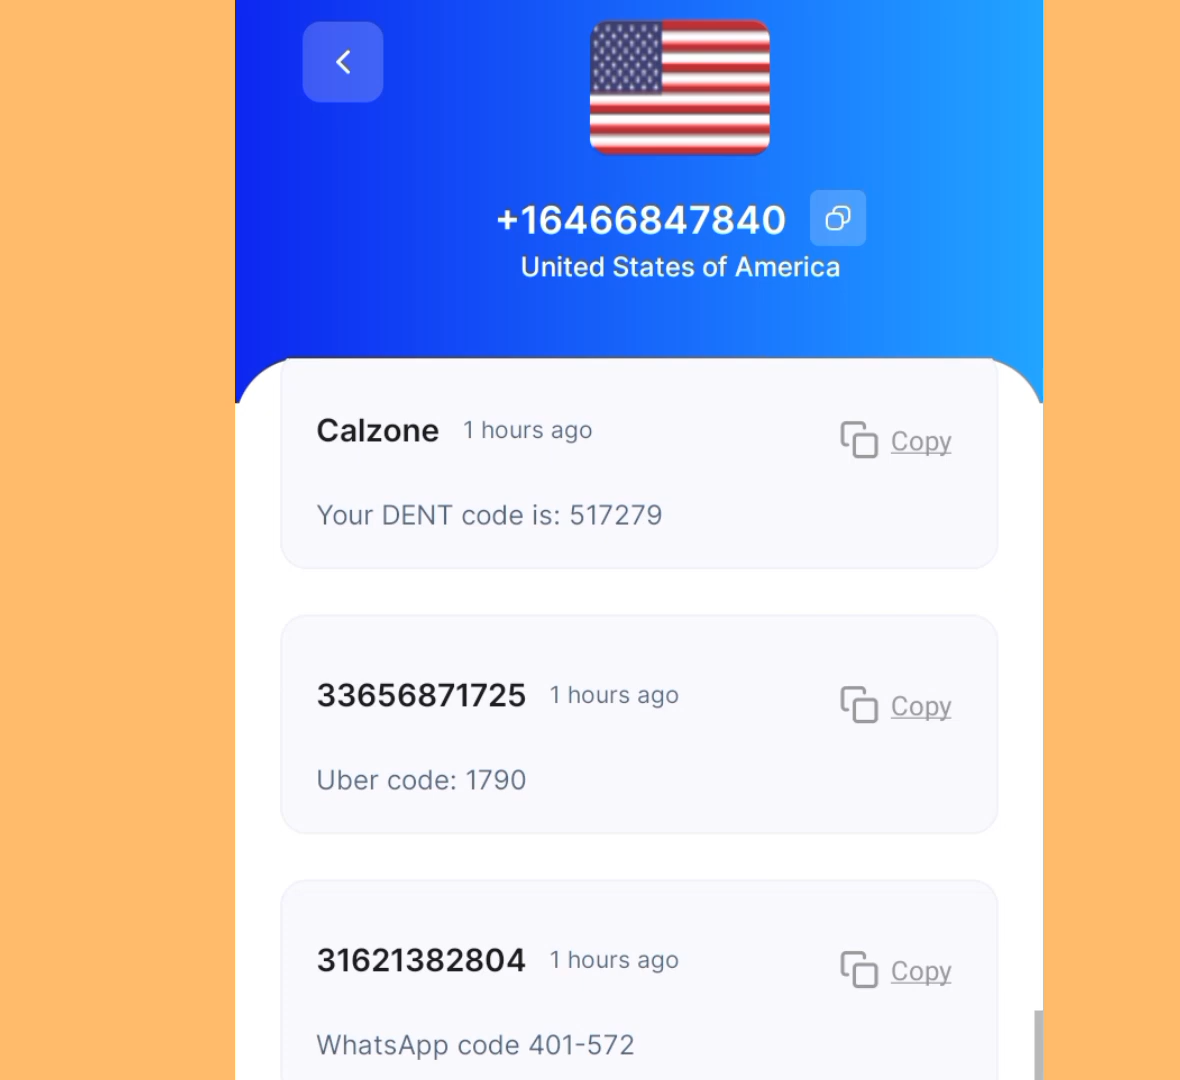 +16466847840
United States of America
Calzone 1 hours ago Copy
Your DENT code is: 517279
33656871725 1 hours ago Copy
Uber code: 1790
31621382804 1 hours ago Copy
WhatsApp code 401-572